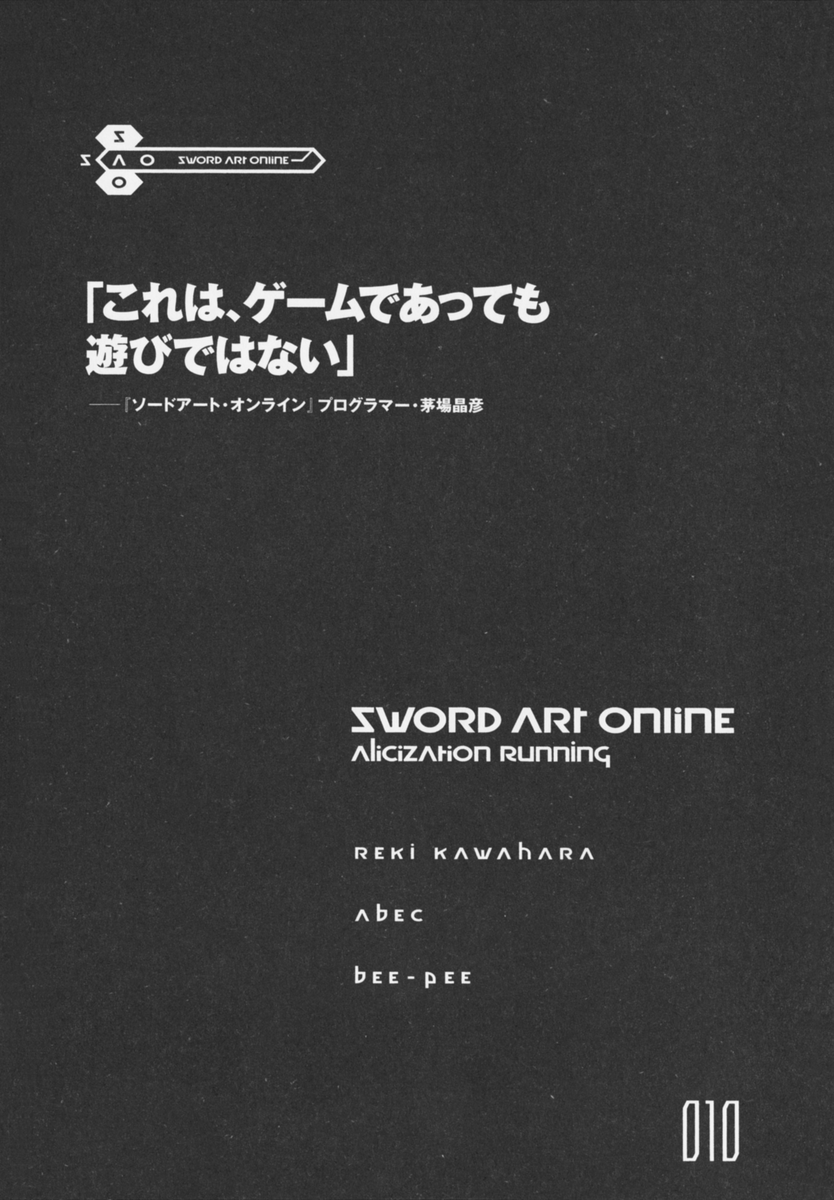 S
S A O SWORD ART ONLINE
O
「これは、ゲームであっても
遊びではない」
――『ソードアート・オンライン』プログラマー・茅場晶彦
SWORD ART ONLINE
ALICIZATION RUNNING
REKI KAWAHARA
ABEC
BEE-PEE
010